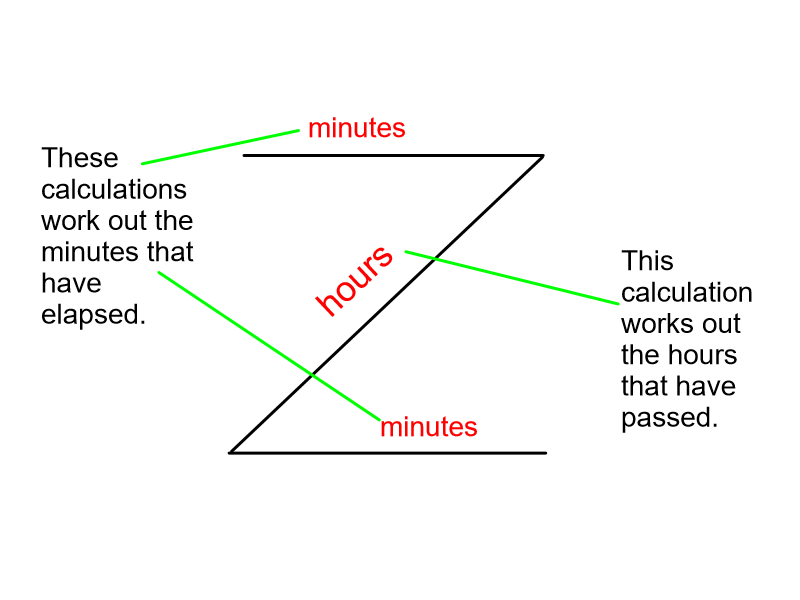 minutes
These
calculations
work out the
minutes that
have
elapsed.
hours
This
calculation
works out
the hours
that have
passed.
minutes